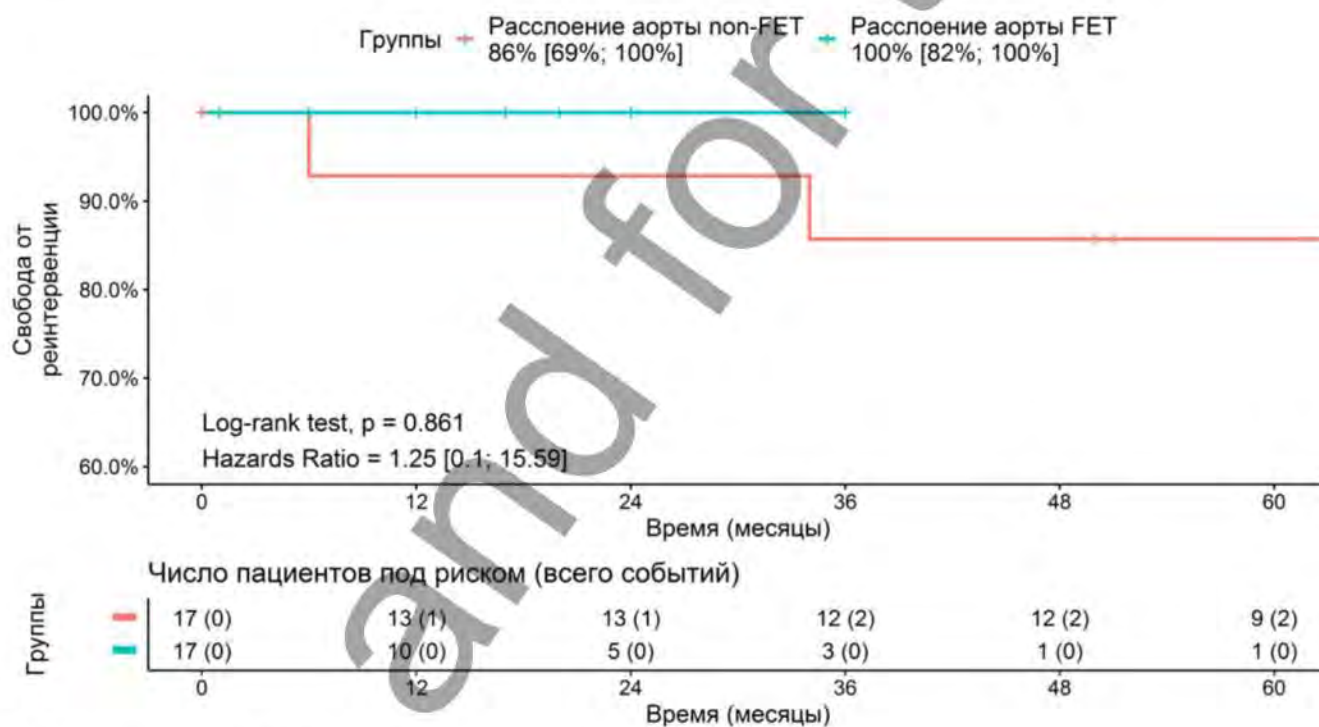 Группы
Расслоение аорты non-FET
86% [69%; 100%]
Расслоение аорты FET
100% [82%; 100%]
100.0%
90.0%
80.0%
70.0%
60.0%
Свобода от
реинтервенции
Log-rank test, p = 0.861
Hazards Ratio = 1.25 [0.1; 15.59]
0 12 24 36 48 60
Время (месяцы)
Число пациентов под риском (всего событий)
Группы
17 (0) 13 (1) 13 (1) 12 (2) 12 (2) 9 (2)
17 (0) 10 (0) 5 (0) 3 (0) 1 (0) 1 (0)
0 12 24 36 48 60
Время (месяцы)
and for